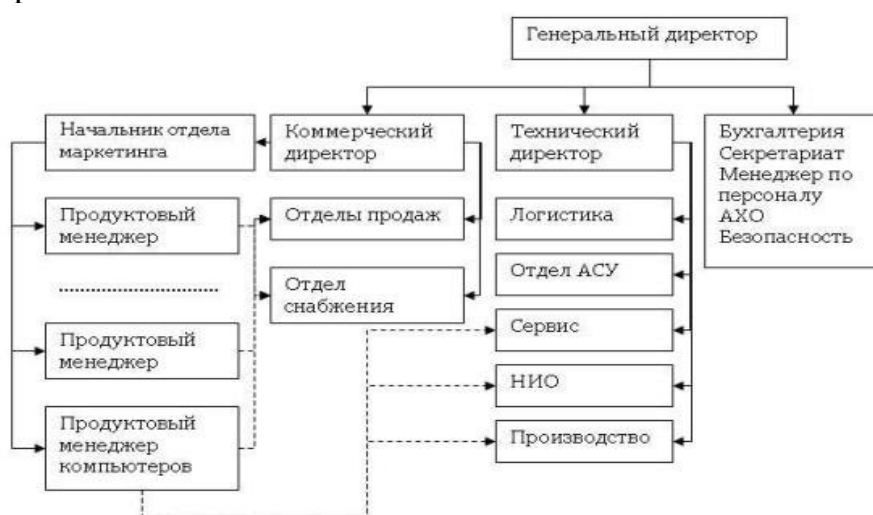 Генеральный директор
Начальник отдела
маркетинга
Коммерческий
директор
Технический
директор
Бухгалтерия
Секретариат
Менеджер по
персоналу
АХО
Безопасность
Продуктовый
менеджер
Отделы продаж
Логистика
Отдел
снабжения
Отдел АСУ
Продуктовый
менеджер
Сервис
НИО
Продуктовый
менеджер
компьютеров
Производство